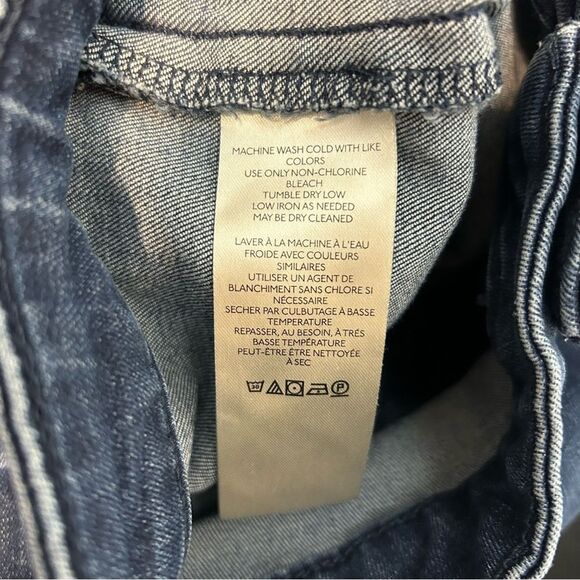 MACHINE WASH COLD WITH LIKE
COLORS
USE ONLY NON-CHLORINE
BLEACH
TUMBLE DRY LOW
LOW IRON AS NEEDED
MAY BE DRY CLEANED
LAVER À LA MACHINE À L'EAU
FROIDE AVEC COULEURS
SIMILAIRES
UTILISER UN AGENT DE
BLANCHIMENT SANS CHLORE SI
NÉCESSAIRE
SECHER PAR CULBUTAGE À BASSE
TEMPERATURE
REPASSER, AU BESOIN, À TRÉS
BASSE TEMPÉRATURE
PEUT-ÊTRE ÊTRE NETTOYÉE
À SEC
30 P